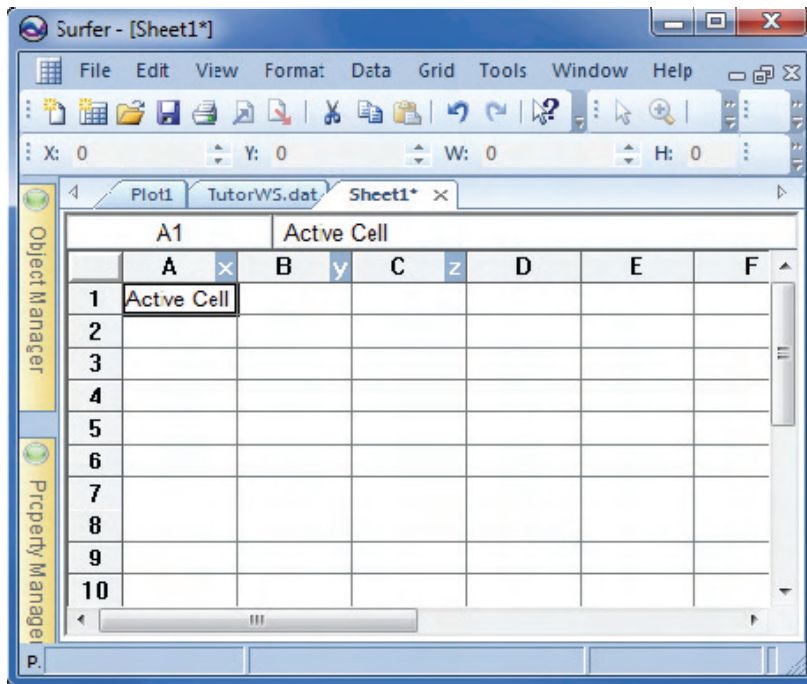 Surfer - [Sheet1*]
File Edit View Format Data Grid Tools Window Help
X: 0 Y: 0 W: 0 H: 0
Plot1 TutorWS.dat Sheet1*
A1 Active Cell
A x B y C z D E F
1 Active Cell
2
3
4
5
6
7
8
9
10
Object Manager
Property Manager
P.